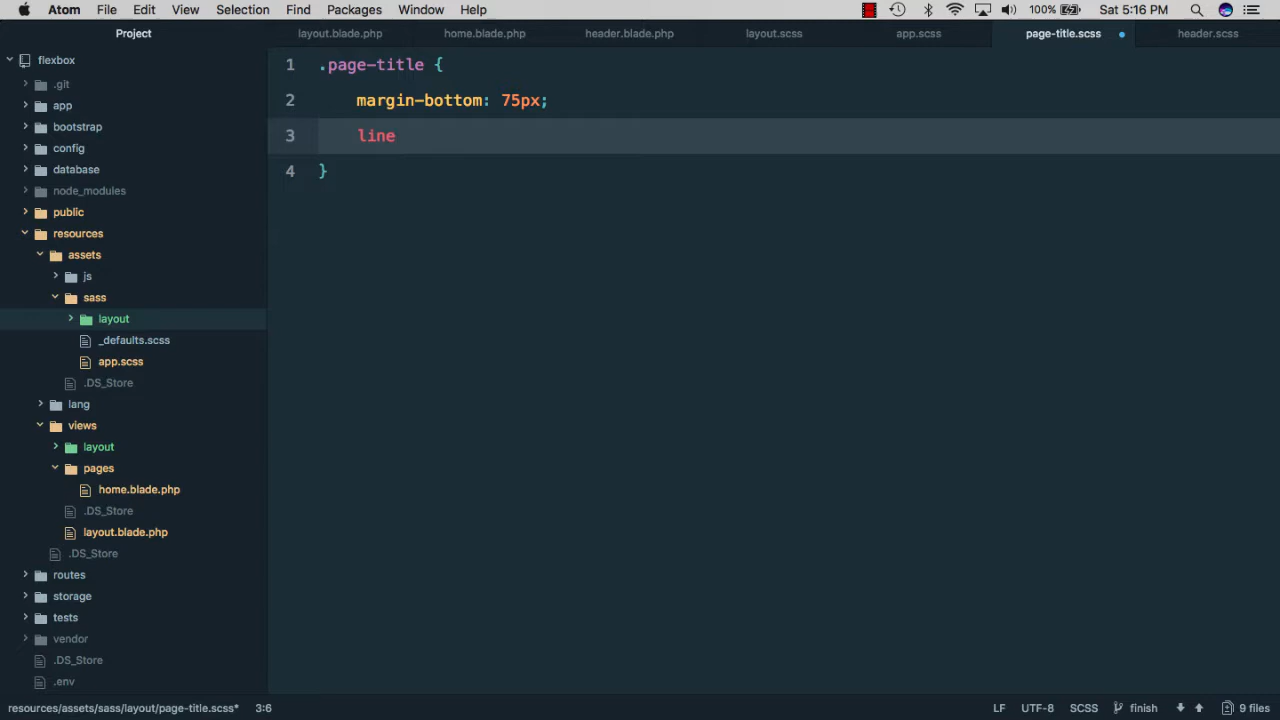 Atom File Edit View Selection Find Packages Window Help 100% Sat 5:16 PM
Project
layout.blade.php home.blade.php header.blade.php layout.scss app.scss page-title.scss header.scss
flexbox
.git
app
bootstrap
config
database
node_modules
public
resources
assets
js
sass
layout
_defaults.scss
app.scss
.DS_Store
lang
views
layout
pages
home.blade.php
.DS_Store
layout.blade.php
.DS_Store
routes
storage
tests
vendor
.DS_Store
.env
1 .page-title {
2 margin-bottom: 75px;
3 line
4 }
resources/assets/sass/layout/page-title.scss* 3:6 LF UTF-8 SCSS finish 9 files